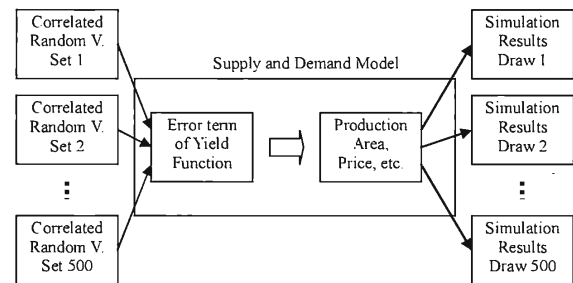 Correlated
Random V.
Set 1
Correlated
Random V.
Set 2
Correlated
Random V.
Set 500
Supply and Demand Model
Error term
of Yield
Function
Production
Area,
Price, etc.
Simulation
Results
Draw 1
Simulation
Results
Draw 2
Simulation
Results
Draw 500